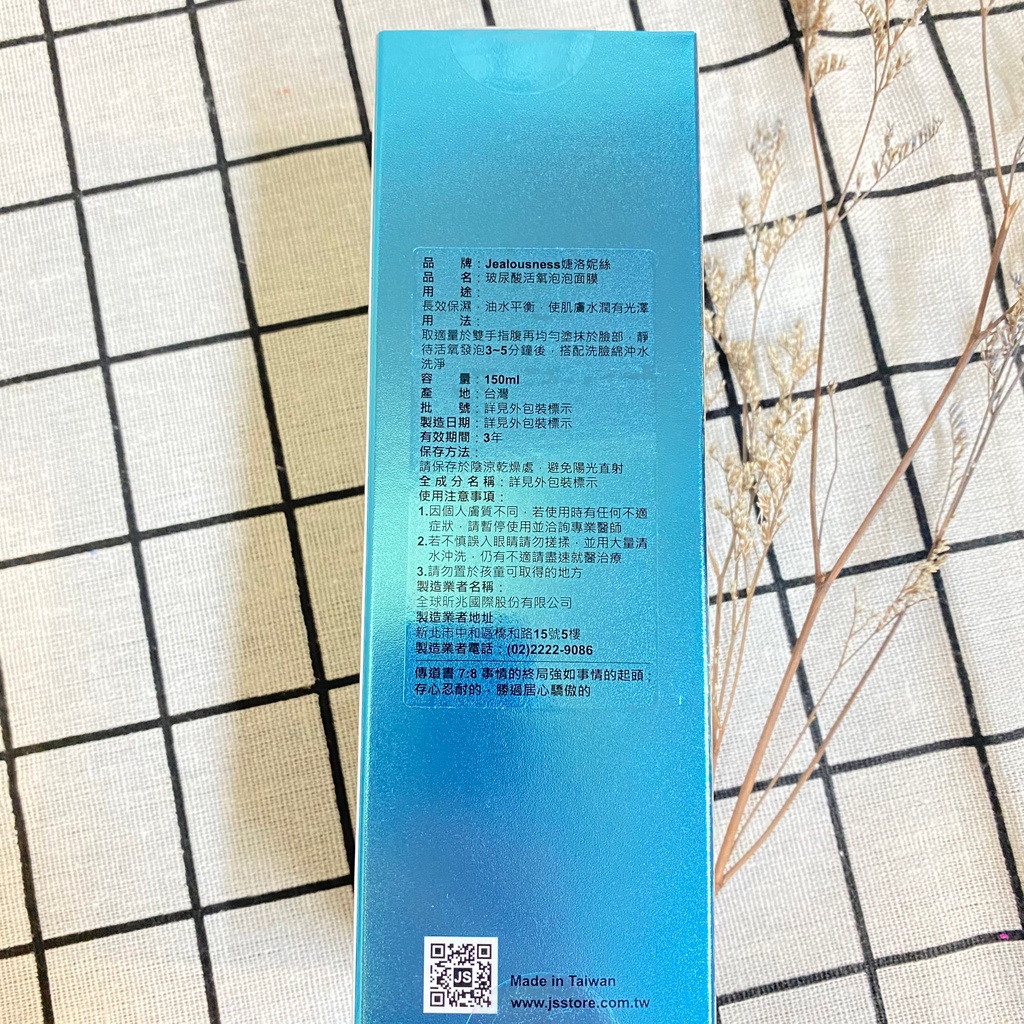 品　　牌：Jealousness婕洛妮絲
品　　名：玻尿酸活氧泡泡面膜
用　　途：
長效保濕，油水平衡，使肌膚水潤有光澤
用　　法：
取適量於雙手指腹再均勻塗抹於臉部，靜
待活氧發泡3~5分鐘後，搭配洗臉綿沖水
洗淨
容　　量：150ml
產　　地：台灣
批　　號：詳見外包裝標示
製造日期：詳見外包裝標示
有效期間：3年
保存方法：
請保存於陰涼乾燥處，避免陽光直射
全成分名稱：詳見外包裝標示
使用注意事項：
1.因個人膚質不同，若使用時有任何不適
症狀，請暫停使用並洽詢專業醫師
2.若不慎誤入眼睛請勿搓揉，並用大量清
水沖洗，仍有不適請盡速就醫治療
3.請勿置於孩童可取得的地方
製造業者名稱：
全球昕兆國際股份有限公司
製造業者地址：
新北市中和區橋和路15號5樓
製造業者電話：(02)2222-9086
傳道書 7:8 事情的終局強如事情的起頭；
存心忍耐的，勝過居心驕傲的
JS
Made in Taiwan
www.jsstore.com.tw